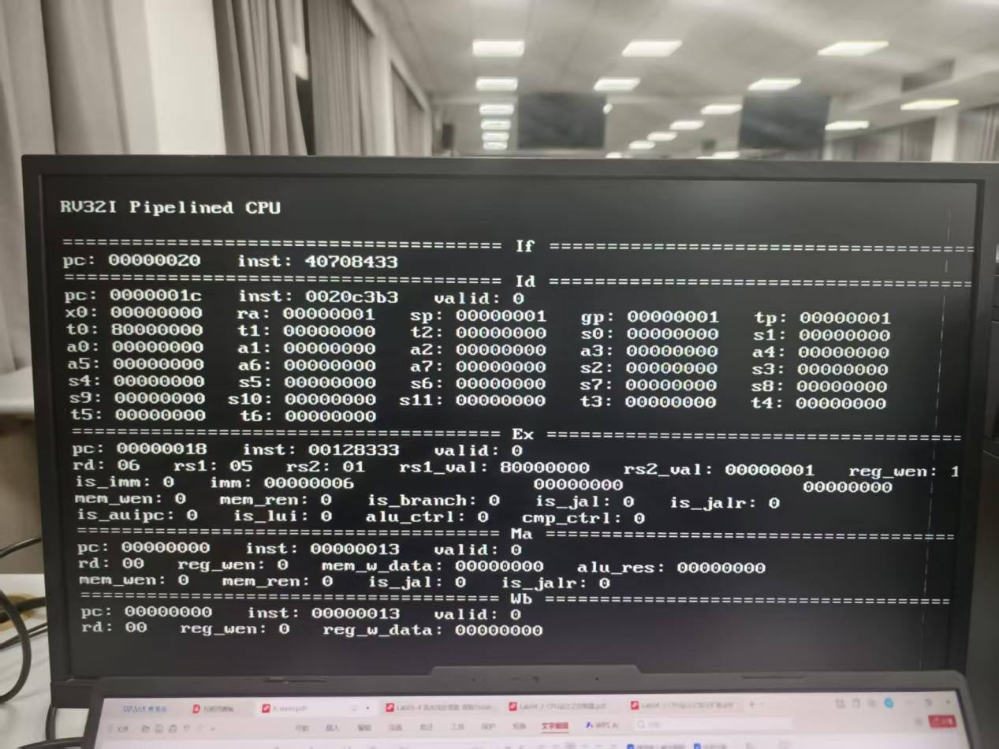 RV32I Pipelined CPU
====================================== If =====================================
pc: 00000020 inst: 40708433
====================================== Id =====================================
pc: 0000001c inst: 0020c3b3 valid: 0
x0: 00000000 ra: 00000001 sp: 00000001 gp: 00000001 tp: 00000001
t0: 80000000 t1: 00000000 t2: 00000000 s0: 00000000 s1: 00000000
a0: 00000000 a1: 00000000 a2: 00000000 a3: 00000000 a4: 00000000
a5: 00000000 a6: 00000000 a7: 00000000 s2: 00000000 s3: 00000000
s4: 00000000 s5: 00000000 s6: 00000000 s7: 00000000 s8: 00000000
s9: 00000000 s10: 00000000 s11: 00000000 t3: 00000000 t4: 00000000
t5: 00000000 t6: 00000000
====================================== Ex =====================================
pc: 00000018 inst: 00128333 valid: 0
rd: 06 rs1: 05 rs2: 01 rs1_val: 80000000 rs2_val: 00000001 reg_wen: 1
is_imm: 0 imm: 00000006 00000000 00000000
mem_wen: 0 mem_ren: 0 is_branch: 0 is_jal: 0 is_jalr: 0
is_auipc: 0 is_lui: 0 alu_ctrl: 0 cmp_ctrl: 0
====================================== Ma =====================================
pc: 00000000 inst: 00000013 valid: 0
rd: 00 reg_wen: 0 mem_w_data: 00000000 alu_res: 00000000
mem_wen: 0 mem_ren: 0 is_jal: 0 is_jalr: 0
====================================== Wb =====================================
pc: 00000000 inst: 00000013 valid: 0
rd: 00 reg_wen: 0 reg_w_data: 00000000
文字编辑 WPS AI